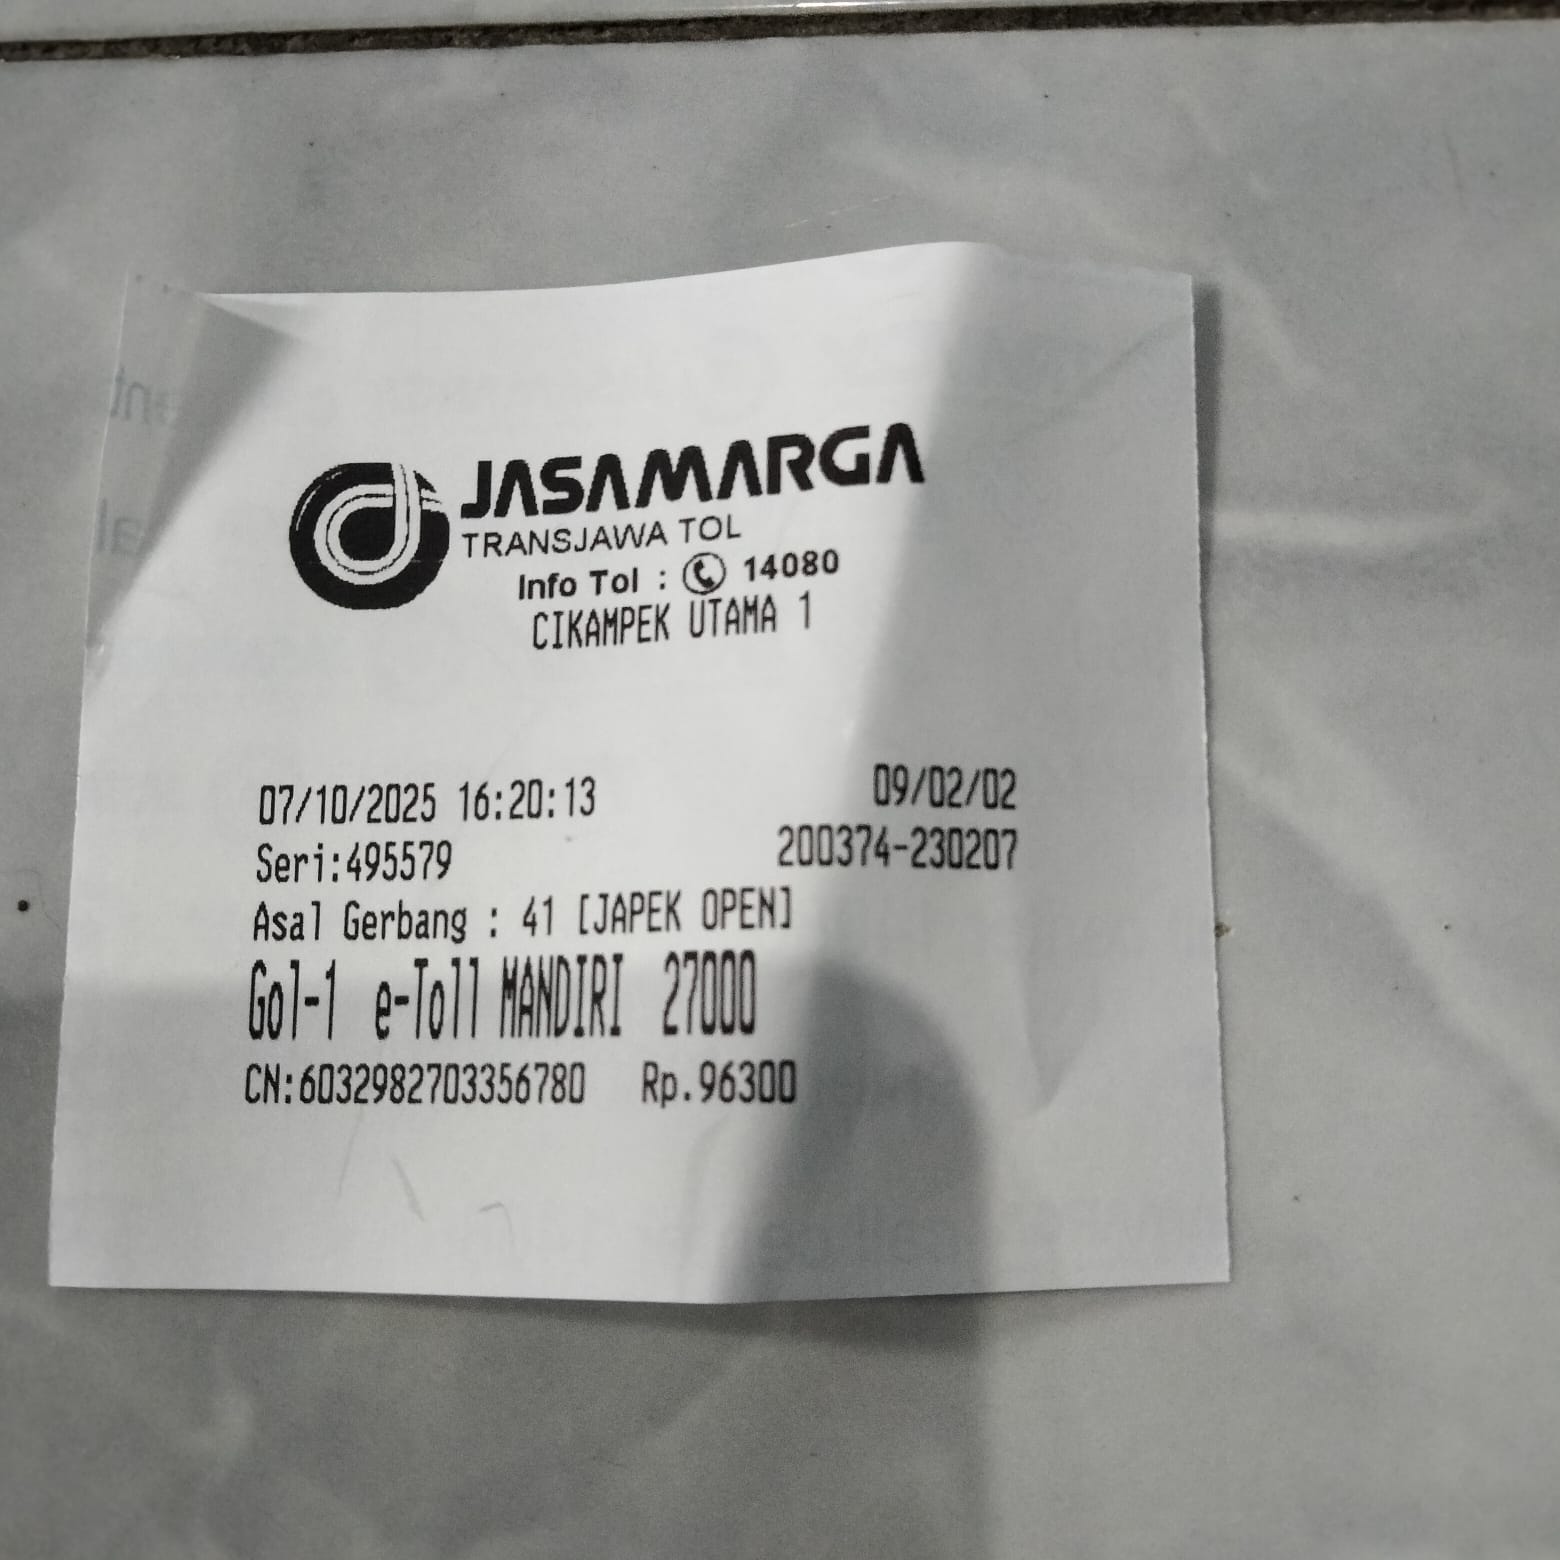 JASAMARGA
TRANSJAWA TOL
Info Tol : 14080
CIKAMPEK UTAMA 1
07/10/2025 16:20:13 09/02/02
Seri:495579 200374-230207
Asal Gerbang : 41 [JAPEK OPEN]
Gol-1 e-Toll MANDIRI 27000
CN:6032982703356780 Rp.96300